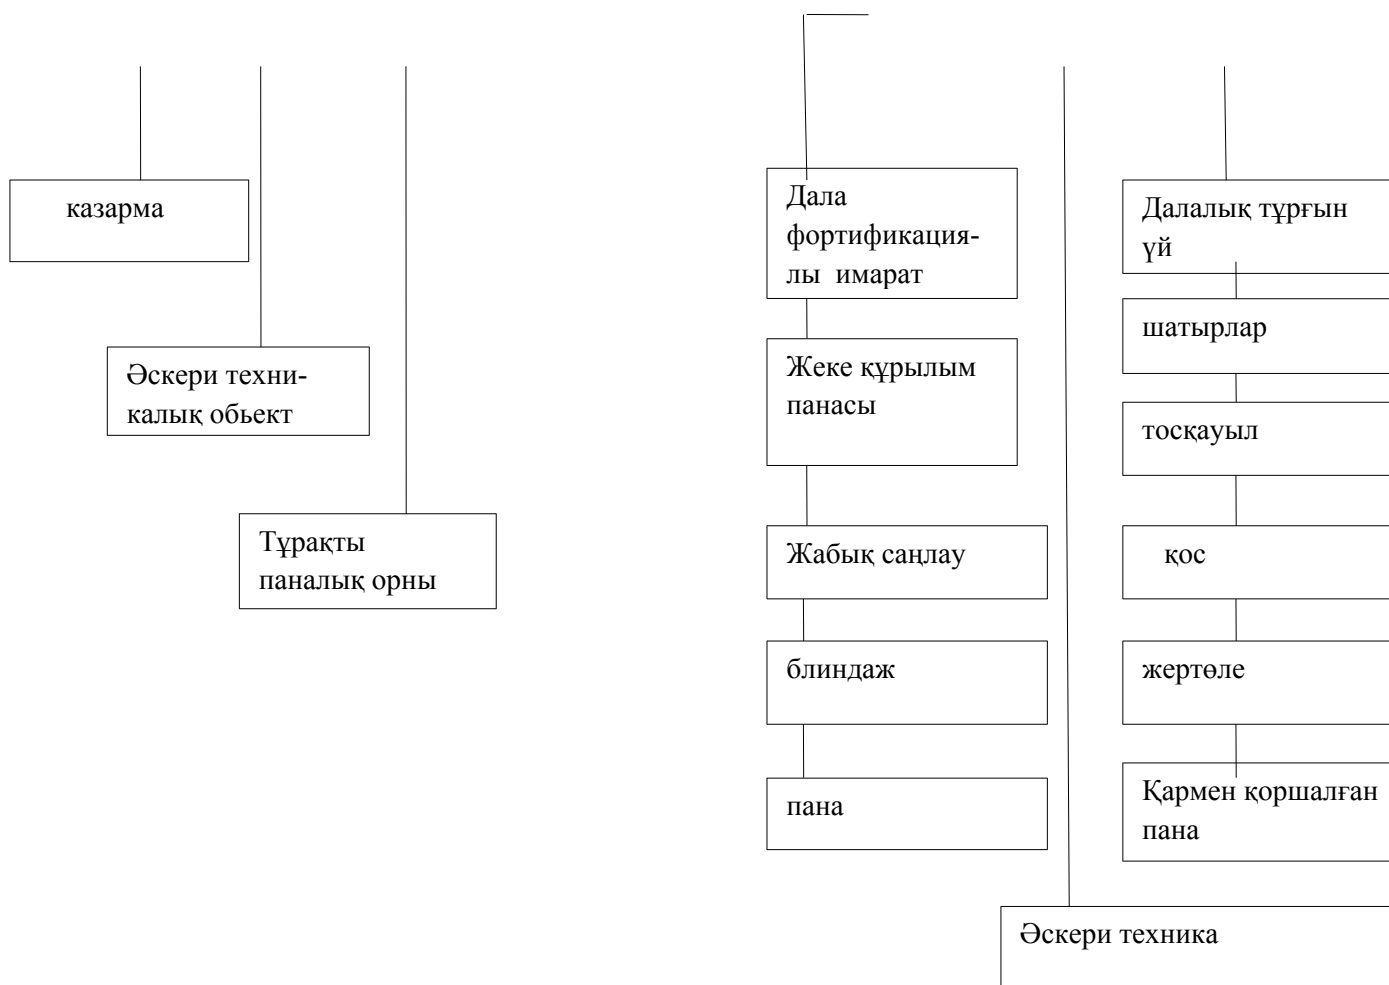 казарма
Әскери техни-
калық обьект
Тұрақты
паналық орны
Дала
фортификация-
лы имарат
Жеке құрылым
панасы
Жабық саңлау
блиндаж
пана
Далалық тұрғын
үй
шатырлар
тосқауыл
қос
жертөле
Қармен қоршалған
пана
Әскери техника